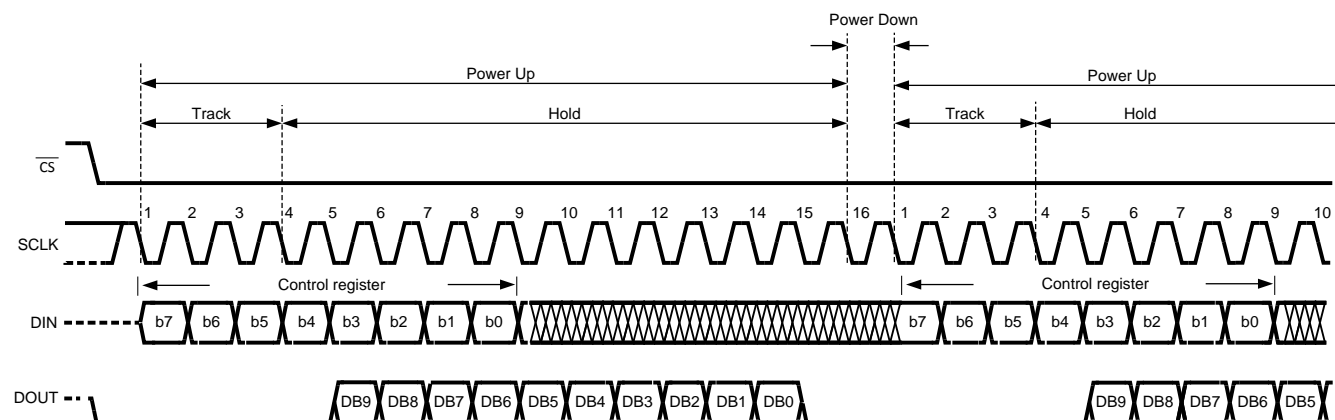 Power Down
Power Up
Power Up
Track Hold Track Hold
CS
1 2 3 4 5 6 7 8 9 10 11 12 13 14 15 16 1 2 3 4 5 6 7 8 9 10
SCLK
Control register Control register
DIN b7 b6 b5 b4 b3 b2 b1 b0 b7 b6 b5 b4 b3 b2 b1 b0
DOUT DB9 DB8 DB7 DB6 DB5 DB4 DB3 DB2 DB1 DB0 DB9 DB8 DB7 DB6 DB5